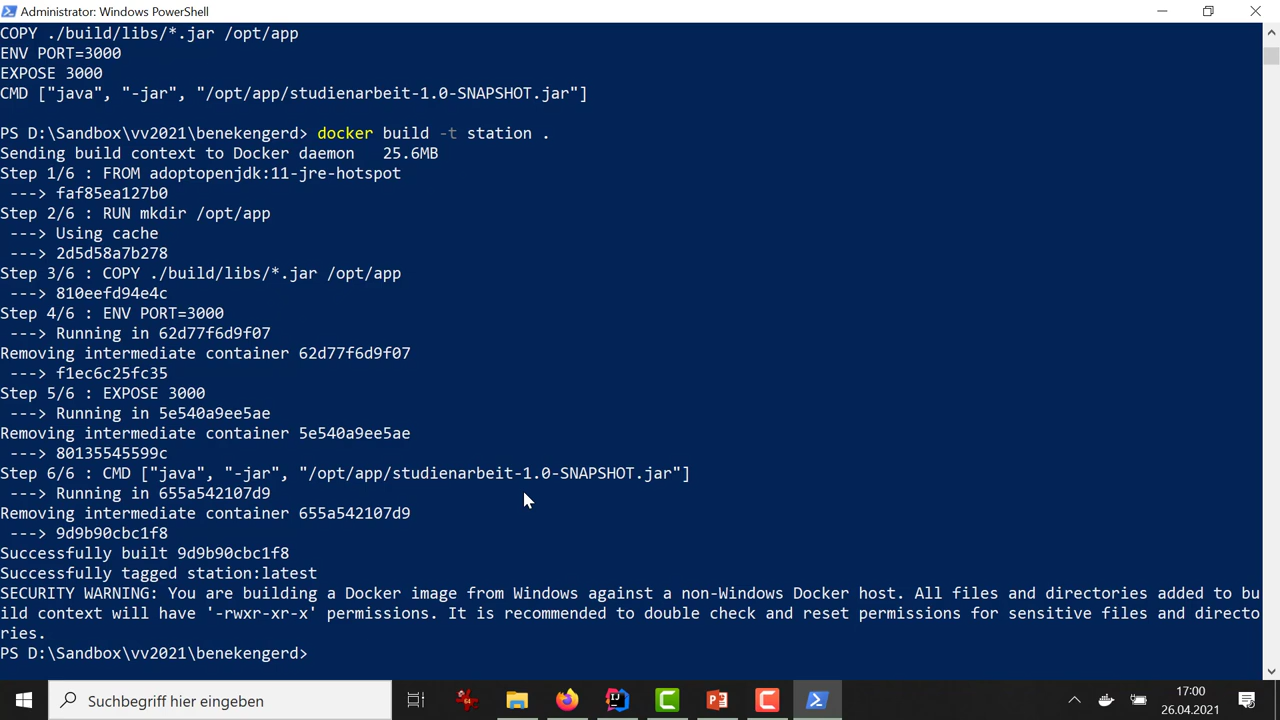 Administrator: Windows PowerShell
COPY ./build/libs/*.jar /opt/app
ENV PORT=3000
EXPOSE 3000
CMD ["java", "-jar", "/opt/app/studienarbeit-1.0-SNAPSHOT.jar"]
PS D:\Sandbox\vv2021\benekengerd> docker build -t station .
Sending build context to Docker daemon   25.6MB
Step 1/6 : FROM adoptopenjdk:11-jre-hotspot
 ---> faf85ea127b0
Step 2/6 : RUN mkdir /opt/app
 ---> Using cache
 ---> 2d5d58a7b278
Step 3/6 : COPY ./build/libs/*.jar /opt/app
 ---> 810eefd94e4c
Step 4/6 : ENV PORT=3000
 ---> Running in 62d77f6d9f07
Removing intermediate container 62d77f6d9f07
 ---> f1ec6c25fc35
Step 5/6 : EXPOSE 3000
 ---> Running in 5e540a9ee5ae
Removing intermediate container 5e540a9ee5ae
 ---> 80135545599c
Step 6/6 : CMD ["java", "-jar", "/opt/app/studienarbeit-1.0-SNAPSHOT.jar"]
 ---> Running in 655a542107d9
Removing intermediate container 655a542107d9
 ---> 9d9b90cbc1f8
Successfully built 9d9b90cbc1f8
Successfully tagged station:latest
SECURITY WARNING: You are building a Docker image from Windows against a non-Windows Docker host. All files and directories added to bu
ild context will have '-rwxr-xr-x' permissions. It is recommended to double check and reset permissions for sensitive files and directo
ries.
PS D:\Sandbox\vv2021\benekengerd>
Suchbegriff hier eingeben
17:00
26.04.2021